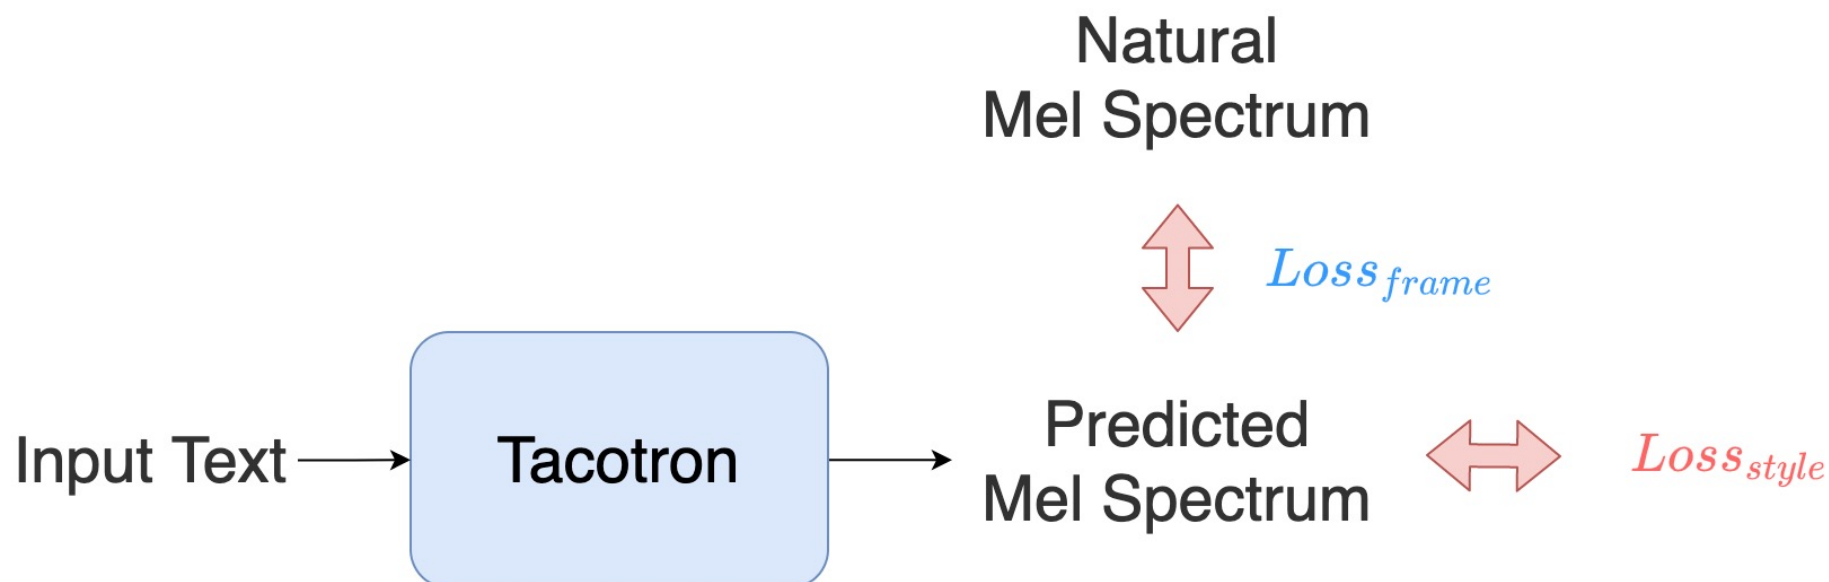 Natural
Mel Spectrum
Loss_frame
Input Text
Tacotron
Predicted
Mel Spectrum
Loss_style